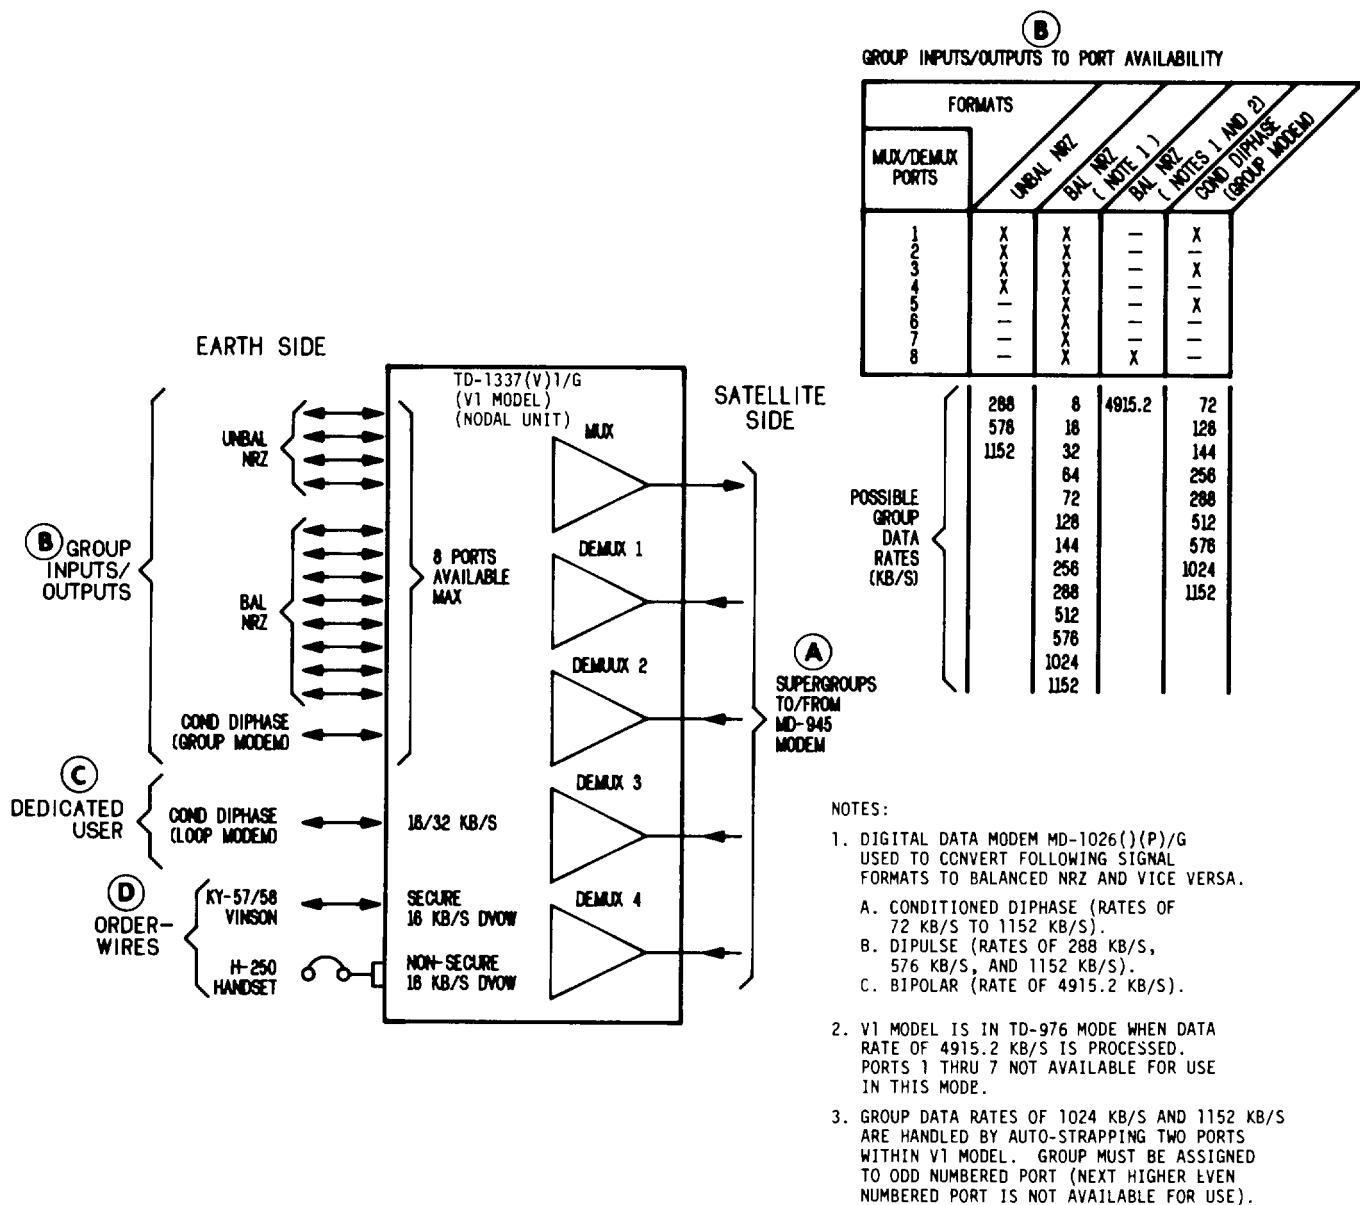 B
GROUP INPUTS/OUTPUTS TO PORT AVAILABILITY
FORMATS
MUX/DEMUX
PORTS
UNBAL NRZ
BAL NRZ
( NOTE 1 )
BAL NRZ
( NOTES 1 AND 2)
COND DIPHASE
(GROUP MODEM)
1 X X — X
2 X X — —
3 X X — X
4 X X — —
5 — X — X
6 — X — —
7 — X — —
8 — X X —
POSSIBLE
GROUP
DATA
RATES
(KB/S)
288 8 4915.2 72
576 16 128
1152 32 144
64 256
72 288
128 512
144 576
256 1024
288 1152
512
576
1024
1152
EARTH SIDE
TD-1337(V)1/G
(V1 MODEL)
(NODAL UNIT)
SATELLITE
SIDE
UNBAL
NRZ
MUX
B GROUP
INPUTS/
OUTPUTS
BAL
NRZ
8 PORTS
AVAILABLE
MAX
DEMUX 1
DEMUUX 2
A
SUPERGROUPS
TO/FROM
MD-945
MODEM
COND DIPHASE
(GROUP MODEM)
C
DEDICATED
USER
COND DIPHASE
(LOOP MODEM)
16/32 KB/S
DEMUX 3
D
ORDER-
WIRES
KY-57/58
VINSON
SECURE
16 KB/S DVOW
DEMUX 4
H-250
HANDSET
NON-SECURE
16 KB/S DVOW
NOTES:
1. DIGITAL DATA MODEM MD-1026()(P)/G
USED TO CONVERT FOLLOWING SIGNAL
FORMATS TO BALANCED NRZ AND VICE VERSA.
A. CONDITIONED DIPHASE (RATES OF
72 KB/S TO 1152 KB/S).
B. DIPULSE (RATES OF 288 KB/S,
576 KB/S, AND 1152 KB/S).
C. BIPOLAR (RATE OF 4915.2 KB/S).
2. V1 MODEL IS IN TD-976 MODE WHEN DATA
RATE OF 4915.2 KB/S IS PROCESSED.
PORTS 1 THRU 7 NOT AVAILABLE FOR USE
IN THIS MODE.
3. GROUP DATA RATES OF 1024 KB/S AND 1152 KB/S
ARE HANDLED BY AUTO-STRAPPING TWO PORTS
WITHIN V1 MODEL. GROUP MUST BE ASSIGNED
TO ODD NUMBERED PORT (NEXT HIGHER EVEN
NUMBERED PORT IS NOT AVAILABLE FOR USE).